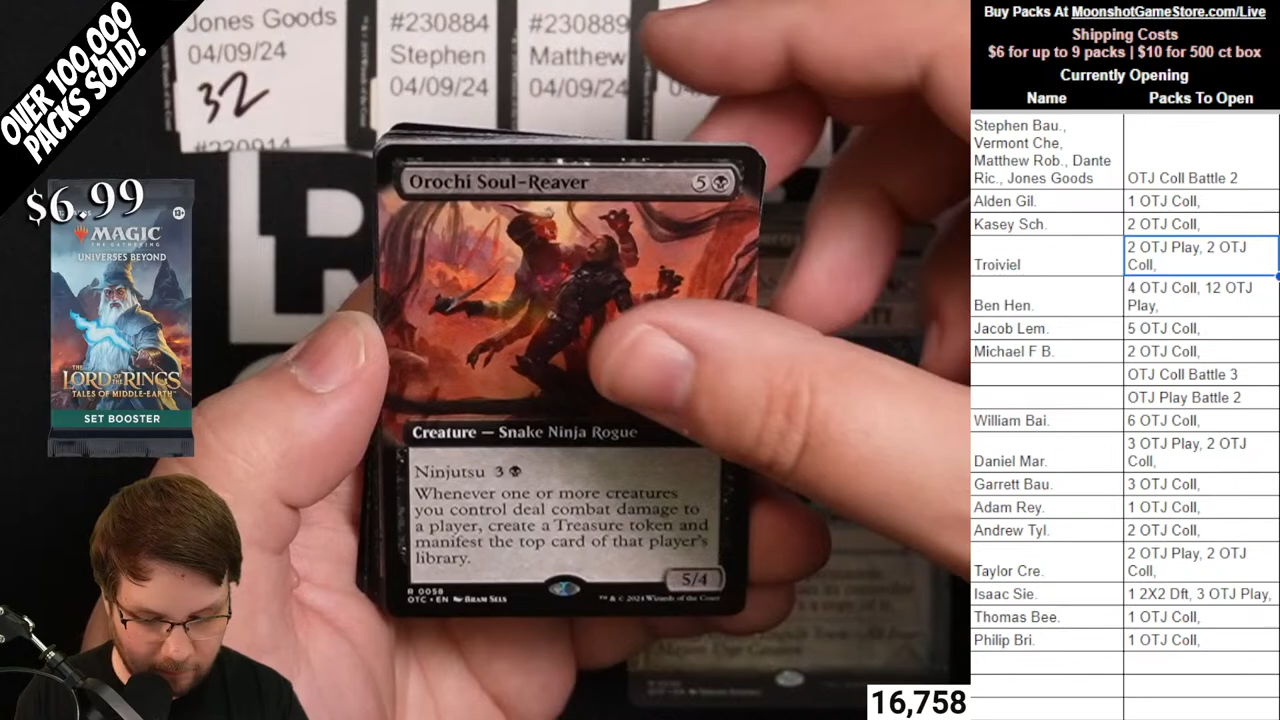 OVER 100,000
PACKS SOLD!
$6.99
MAGIC
THE GATHERING
UNIVERSES BEYOND
THE
LORD OF THE RINGS
TALES OF MIDDLE-EARTH
SET BOOSTER
Jones Goods
04/09/24
32
#230884
Stephen
04/09/24
#230889
Matthew
04/09/24
Orochi Soul-Reaver 5
Creature — Snake Ninja Rogue
Ninjutsu 3
Whenever one or more creatures
you control deal combat damage to
a player, create a Treasure token and
manifest the top card of that player's
library.
5/4
R 0058
OTC • EN Bram Sels
™ & © 2024 Wizards of the Coast
16,758
Buy Packs At MoonshotGameStore.com/Live
Shipping Costs
$6 for up to 9 packs | $10 for 500 ct box
Currently Opening
Name Packs To Open
Stephen Bau.,
Vermont Che,
Matthew Rob., Dante
Ric., Jones Goods OTJ Coll Battle 2
Alden Gil. 1 OTJ Coll,
Kasey Sch. 2 OTJ Coll,
Troiviel 2 OTJ Play, 2 OTJ
Coll,
Ben Hen. 4 OTJ Coll, 12 OTJ
Play,
Jacob Lem. 5 OTJ Coll,
Michael F B. 2 OTJ Coll,
OTJ Coll Battle 3
OTJ Play Battle 2
William Bai. 6 OTJ Coll,
Daniel Mar. 3 OTJ Play, 2 OTJ
Coll,
Garrett Bau. 3 OTJ Coll,
Adam Rey. 1 OTJ Coll,
Andrew Tyl. 2 OTJ Coll,
Taylor Cre. 2 OTJ Play, 2 OTJ
Coll,
Isaac Sie. 1 2X2 Dft, 3 OTJ Play,
Thomas Bee. 1 OTJ Coll,
Philip Bri. 1 OTJ Coll,